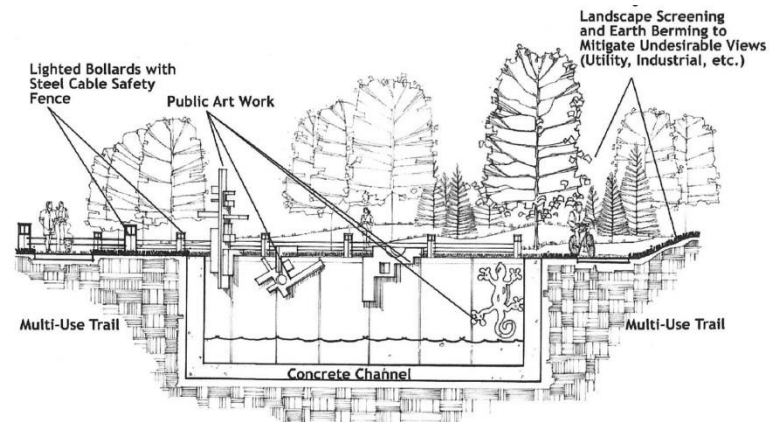 Landscape Screening
and Earth Berming to
Mitigate Undesirable Views
(Utility, Industrial, etc.)
Lighted Bollards with
Steel Cable Safety
Fence
Public Art Work
Multi-Use Trail
Multi-Use Trail
Concrete Channel